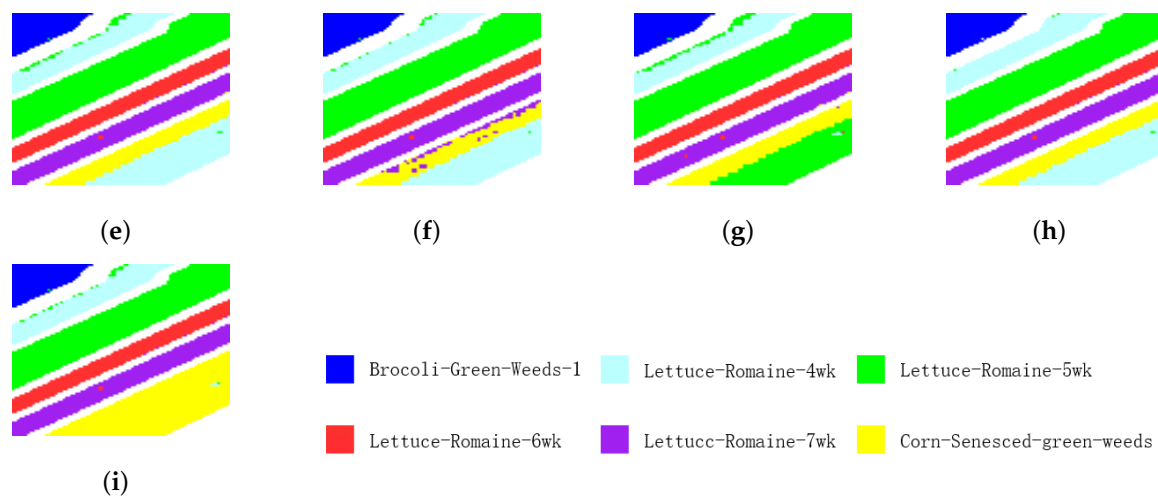 (e) (f) (g) (h)
Brocoli-Green-Weeds-1 Lettuce-Romaine-4wk Lettuce-Romaine-5wk
Lettuce-Romaine-6wk Lettucc-Romaine-7wk Corn-Senesced-green-weeds
(i)